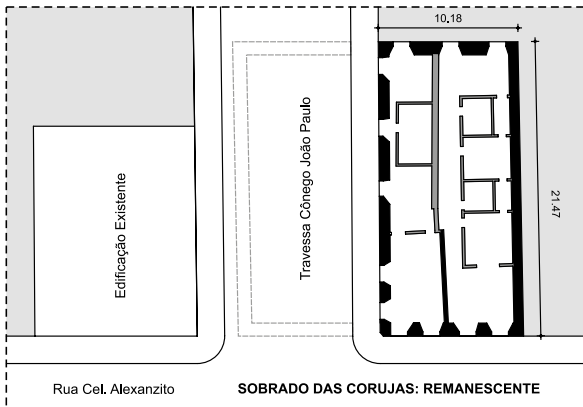 10.18
21.47
Edificação Existente
Travessa Cônego João Paulo
Rua Cel. Alexanzito
SOBRADO DAS CORUJAS: REMANESCENTE